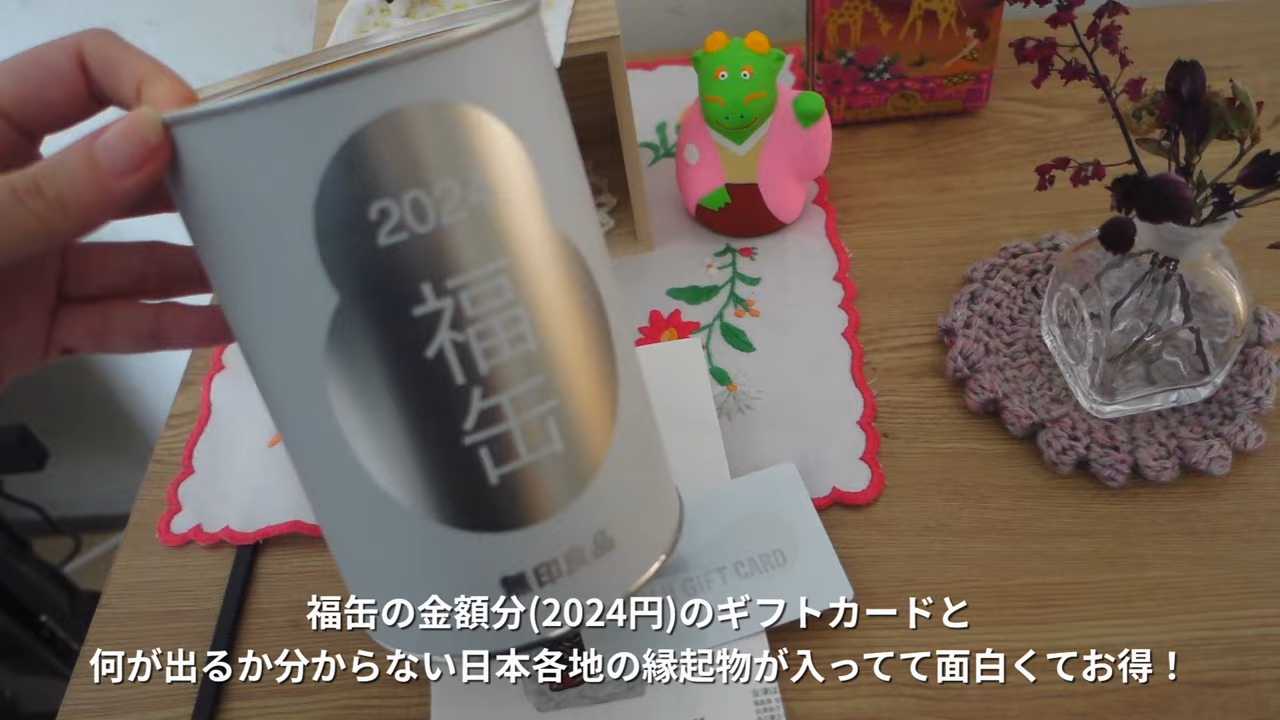 2024
福
缶
無印良品
GIFT CARD
福缶の金額分(2024円)のギフトカードと
何が出るか分からない日本各地の縁起物が入ってて面白くてお得！